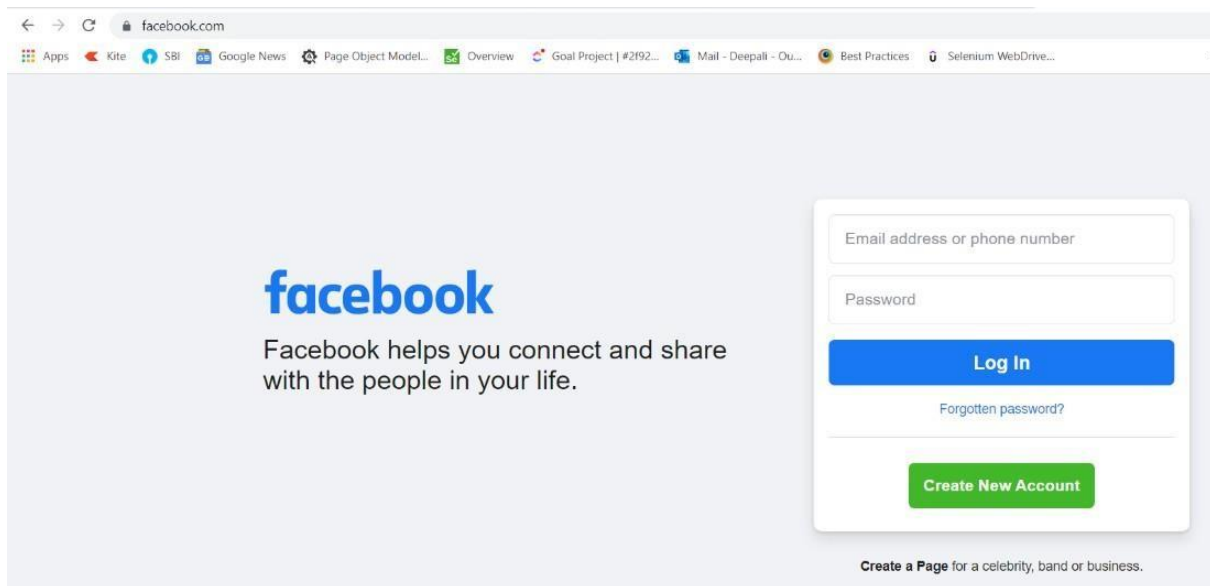 facebook.com
Apps Kite SBI Google News Page Object Model... Overview Goal Project | #2f92... Mail - Deepali - Ou... Best Practices Selenium WebDrive...
Email address or phone number
facebook
Password
Facebook helps you connect and share
with the people in your life.
Log In
Forgotten password?
Create New Account
Create a Page for a celebrity, band or business.